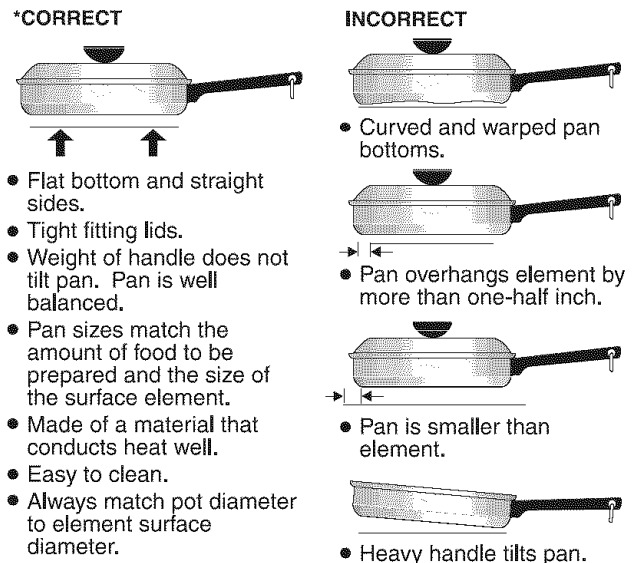 *CORRECT
• Flat bottom and straight
sides.
• Tight fitting lids.
• Weight of handle does not
tilt pan. Pan is well
balanced.
• Pan sizes match the
amount of food to be
prepared and the size of
the surface element.
• Made of a material that
conducts heat well.
• Easy to clean.
• Always match pot diameter
to element surface
diameter.
INCORRECT
• Curved and warped pan
bottoms.
• Pan overhangs element by
more than one-half inch.
• Pan is smaller than
element.
• Heavy handle tilts pan.